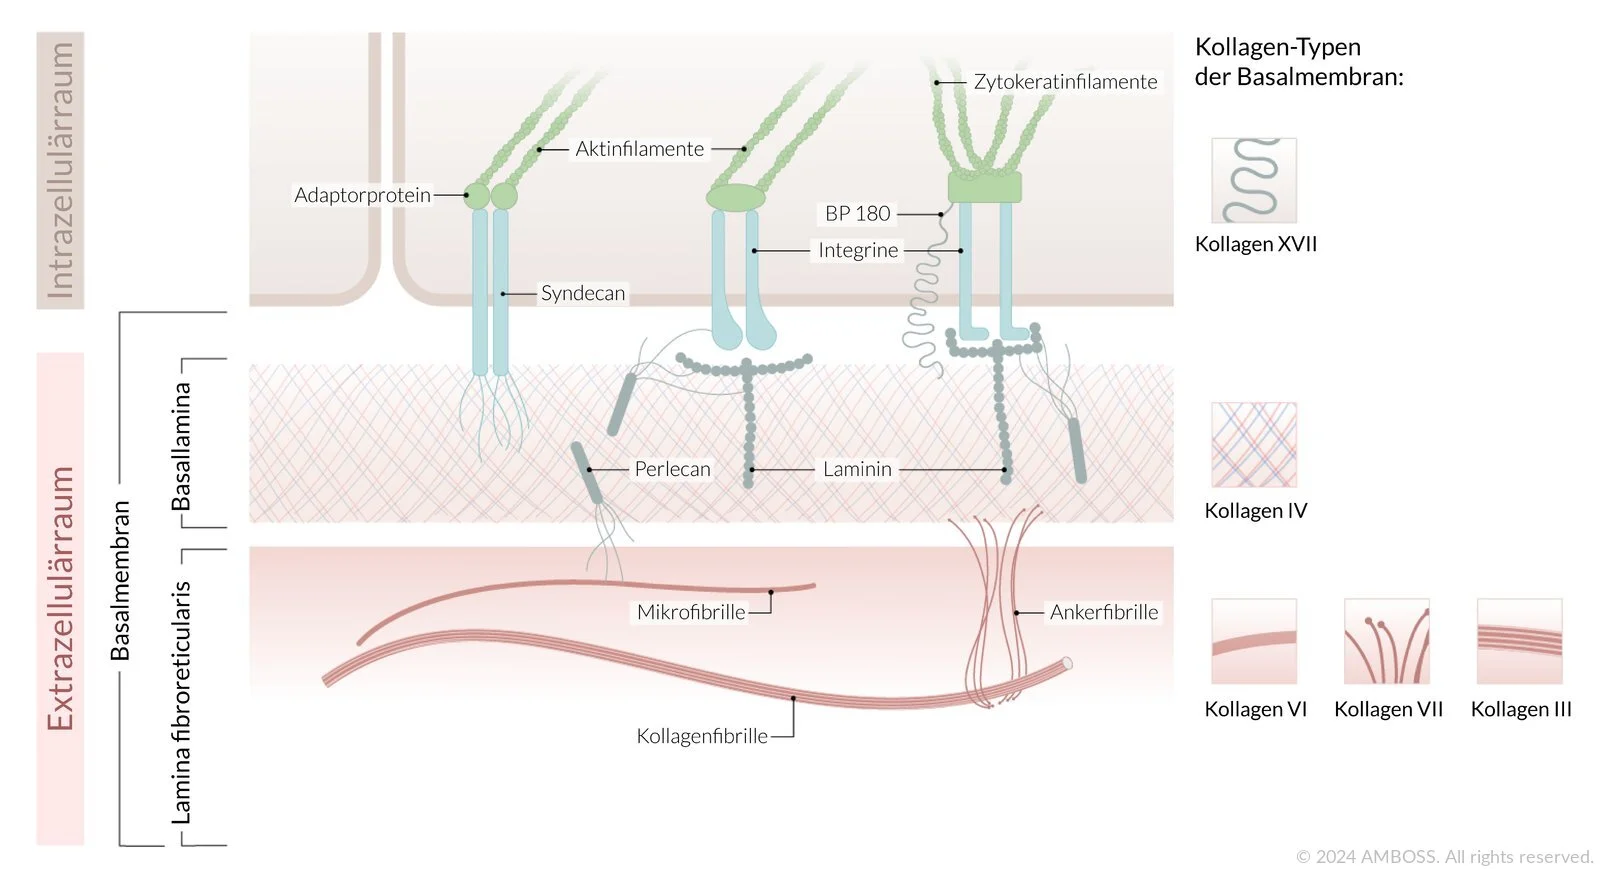 Intrazellulärraum
Extrazellulärraum
Basalmembran
Basallamina
Lamina fibroreticularis
Zytokeratinfilamente
Aktinfilamente
Adaptorprotein
BP 180
Integrine
Syndecan
Perlecan
Laminin
Mikrofibrille
Ankerfibrille
Kollagenfibrille
Kollagen-Typen
der Basalmembran:
Kollagen XVII
Kollagen IV
Kollagen VI
Kollagen VII
Kollagen III
© 2024 AMBOSS. All rights reserved.